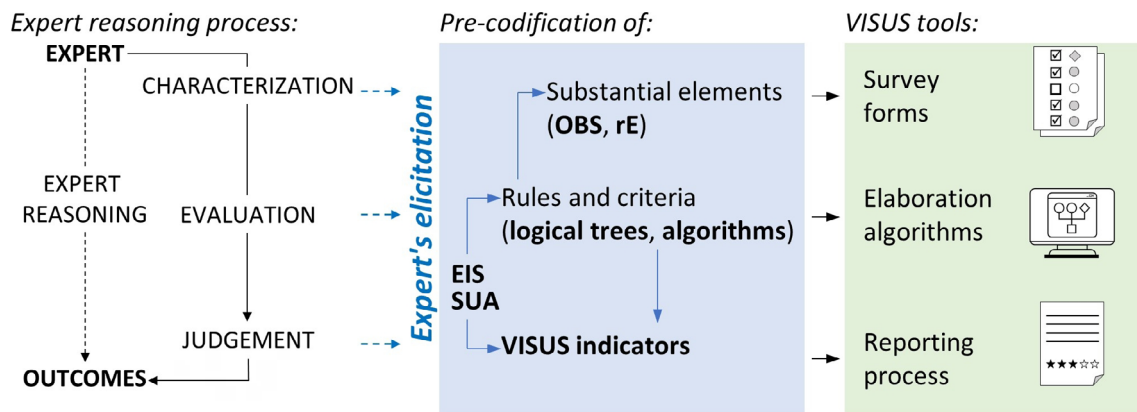 Expert reasoning process:
EXPERT
CHARACTERIZATION
EXPERT
REASONING
EVALUATION
JUDGEMENT
OUTCOMES
Expert's elicitation
Pre-codification of:
Substantial elements
(OBS, rE)
Rules and criteria
(logical trees, algorithms)
EIS
SUA
VISUS indicators
VISUS tools:
Survey
forms
Elaboration
algorithms
Reporting
process